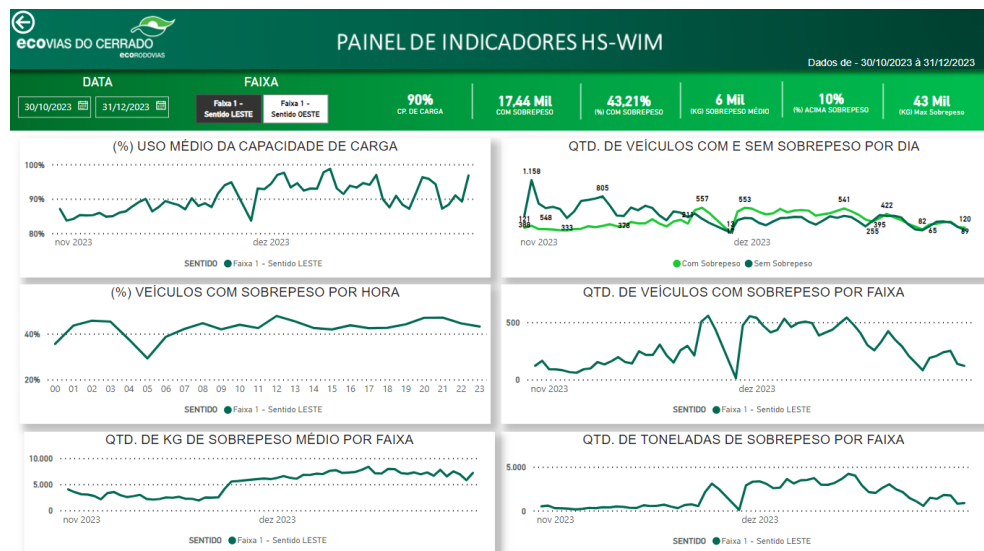 ecoVIAS DO CERRADO
ECORODOVIAS
PAINEL DE INDICADORES HS-WIM
Dados de - 30/10/2023 à 31/12/2023
DATA
FAIXA
30/10/2023 31/12/2023
Faixa 1 - Sentido LESTE
Faixa 1 - Sentido OESTE
90%
CP. DE CARGA
17,44 Mil
COM SOBREPESO
43,21%
(%) COM SOBREPESO
6 Mil
(KG) SOBREPESO MÉDIO
10%
(%) ACIMA SOBREPESO
43 Mil
(KG) Max Sobrepeso
(%) USO MÉDIO DA CAPACIDADE DE CARGA
100%
90%
80%
nov 2023 dez 2023
SENTIDO Faixa 1 - Sentido LESTE
QTD. DE VEÍCULOS COM E SEM SOBREPESO POR DIA
1.158
805
557
553
541
422
121
548
333
376
395
255
82
65
120
nov 2023 dez 2023
Com Sobrepeso Sem Sobrepeso
(%) VEÍCULOS COM SOBREPESO POR HORA
40%
20%
00 01 02 03 04 05 06 07 08 09 10 11 12 13 14 15 16 17 18 19 20 21 22 23
SENTIDO Faixa 1 - Sentido LESTE
QTD. DE VEÍCULOS COM SOBREPESO POR FAIXA
500
0
nov 2023 dez 2023
SENTIDO Faixa 1 - Sentido LESTE
QTD. DE KG DE SOBREPESO MÉDIO POR FAIXA
10.000
5.000
0
nov 2023 dez 2023
SENTIDO Faixa 1 - Sentido LESTE
QTD. DE TONELADAS DE SOBREPESO POR FAIXA
5.000
0
nov 2023 dez 2023
SENTIDO Faixa 1 - Sentido LESTE